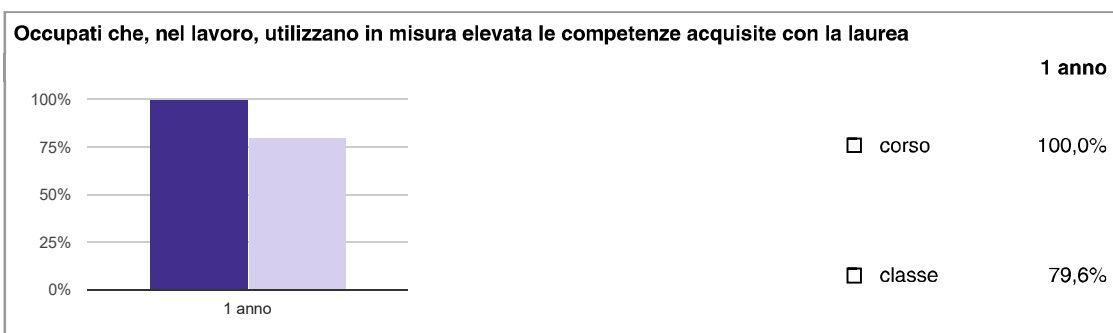 Occupati che, nel lavoro, utilizzano in misura elevata le competenze acquisite con la laurea
1 anno
100%
75%
50%
25%
0%
1 anno
corso 100,0%
classe 79,6%